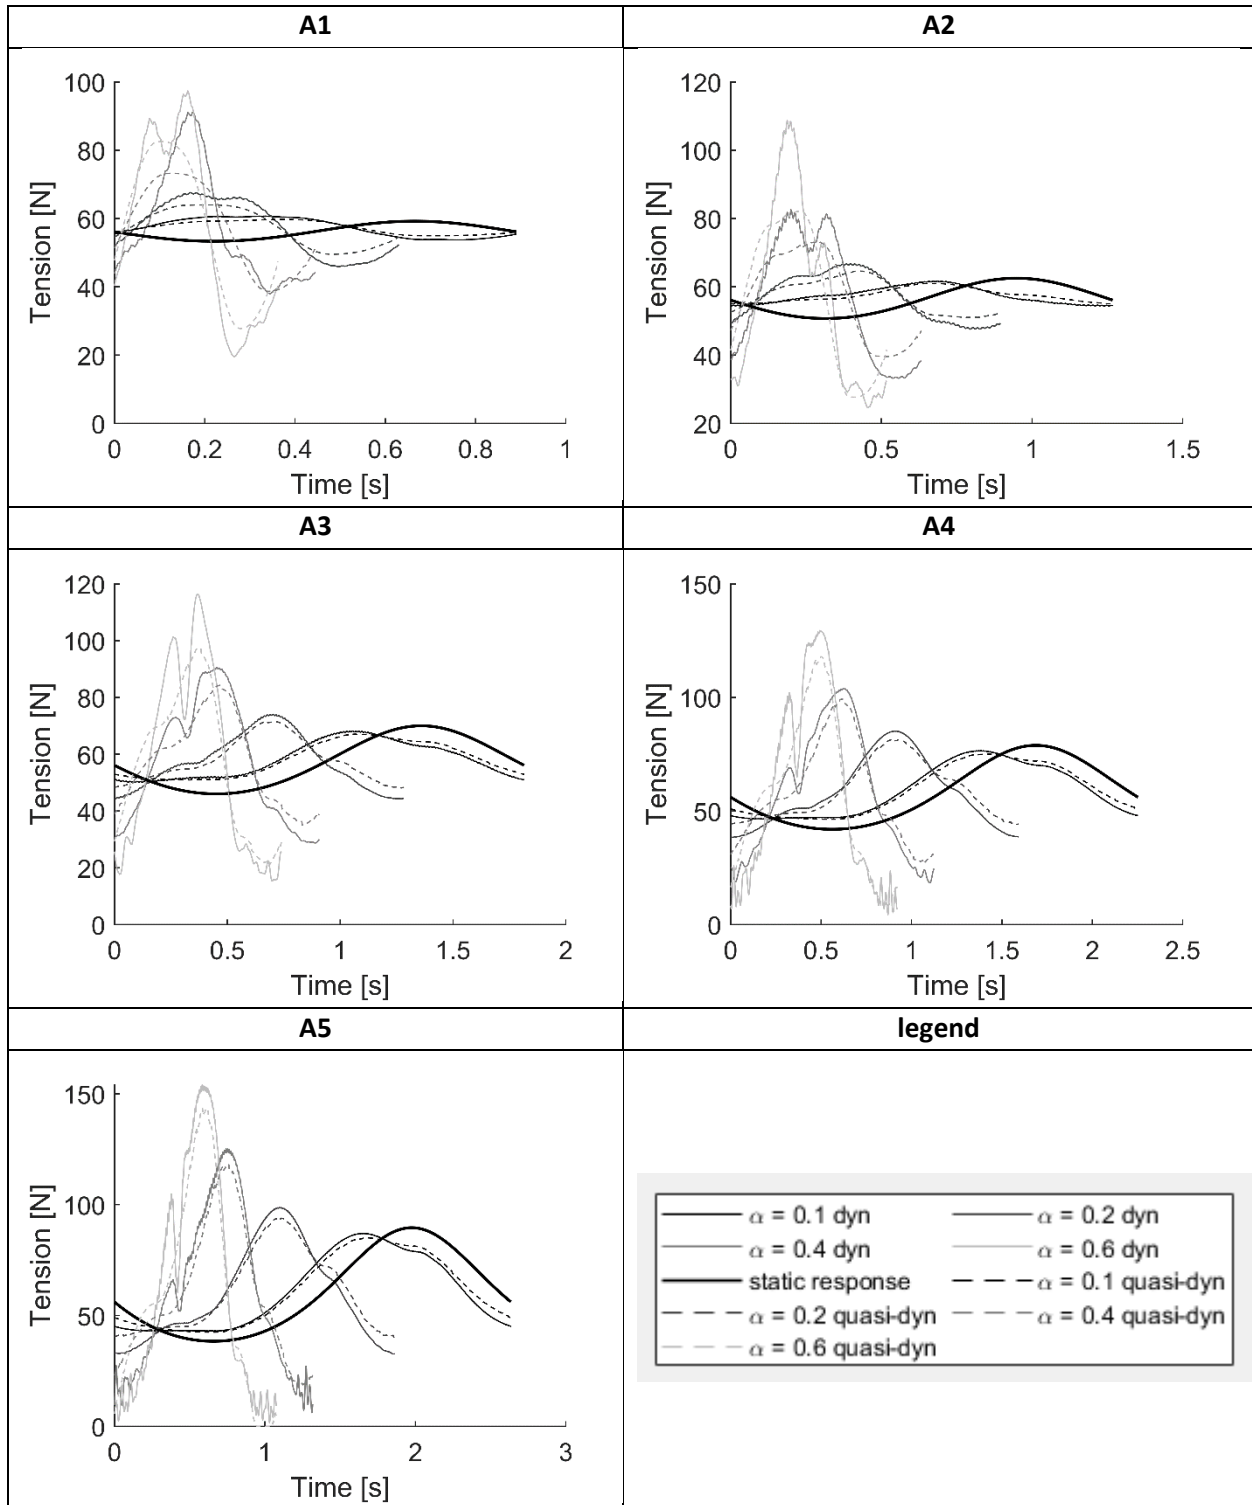 A1 A2
100
80
60
40
20
0
Tension [N]
0 0.2 0.4 0.6 0.8 1
Time [s]
120
100
80
60
40
20
Tension [N]
0 0.5 1 1.5
Time [s]
A3 A4
120
100
80
60
40
20
0
Tension [N]
0 0.5 1 1.5 2
Time [s]
150
100
50
0
Tension [N]
0 0.5 1 1.5 2 2.5
Time [s]
A5 legend
150
100
50
0
Tension [N]
0 1 2 3
Time [s]
α = 0.1 dyn α = 0.2 dyn
α = 0.4 dyn α = 0.6 dyn
static response α = 0.1 quasi-dyn
α = 0.2 quasi-dyn α = 0.4 quasi-dyn
α = 0.6 quasi-dyn